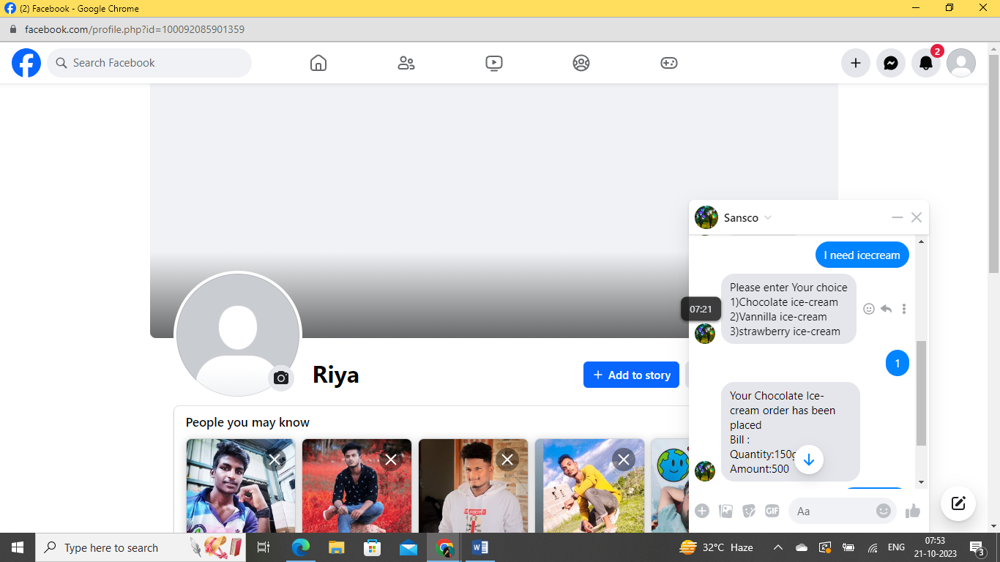 (2) Facebook - Google Chrome
facebook.com/profile.php?id=100092085901359
Search Facebook
2
Riya
Add to story
People you may know
Sansco
I need icecream
Please enter Your choice
1)Chocolate ice-cream
2)Vannilla ice-cream
3)strawberry ice-cream
07:21
1
Your Chocolate Ice-
cream order has been
placed
Bill :
Quantity:150g
Amount:500
GIF
Aa
Type here to search
32°C Haze
ENG
07:53
21-10-2023
3